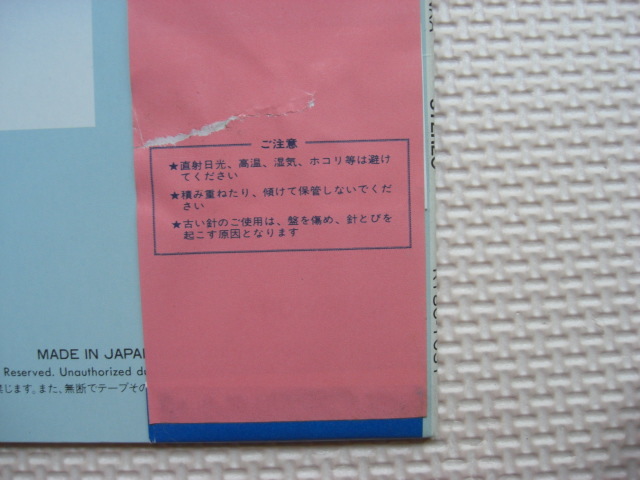 ご注意
★直射日光、高温、湿気、ホコリ等は避け
てください
★積み重ねたり、傾けて保管しないでくだ
さい
★古い針のご使用は、盤を傷め、針とびを
起こす原因となります
MADE IN JAPAN
Reserved. Unauthorized du
じます。また、無断でテープその
STEREO